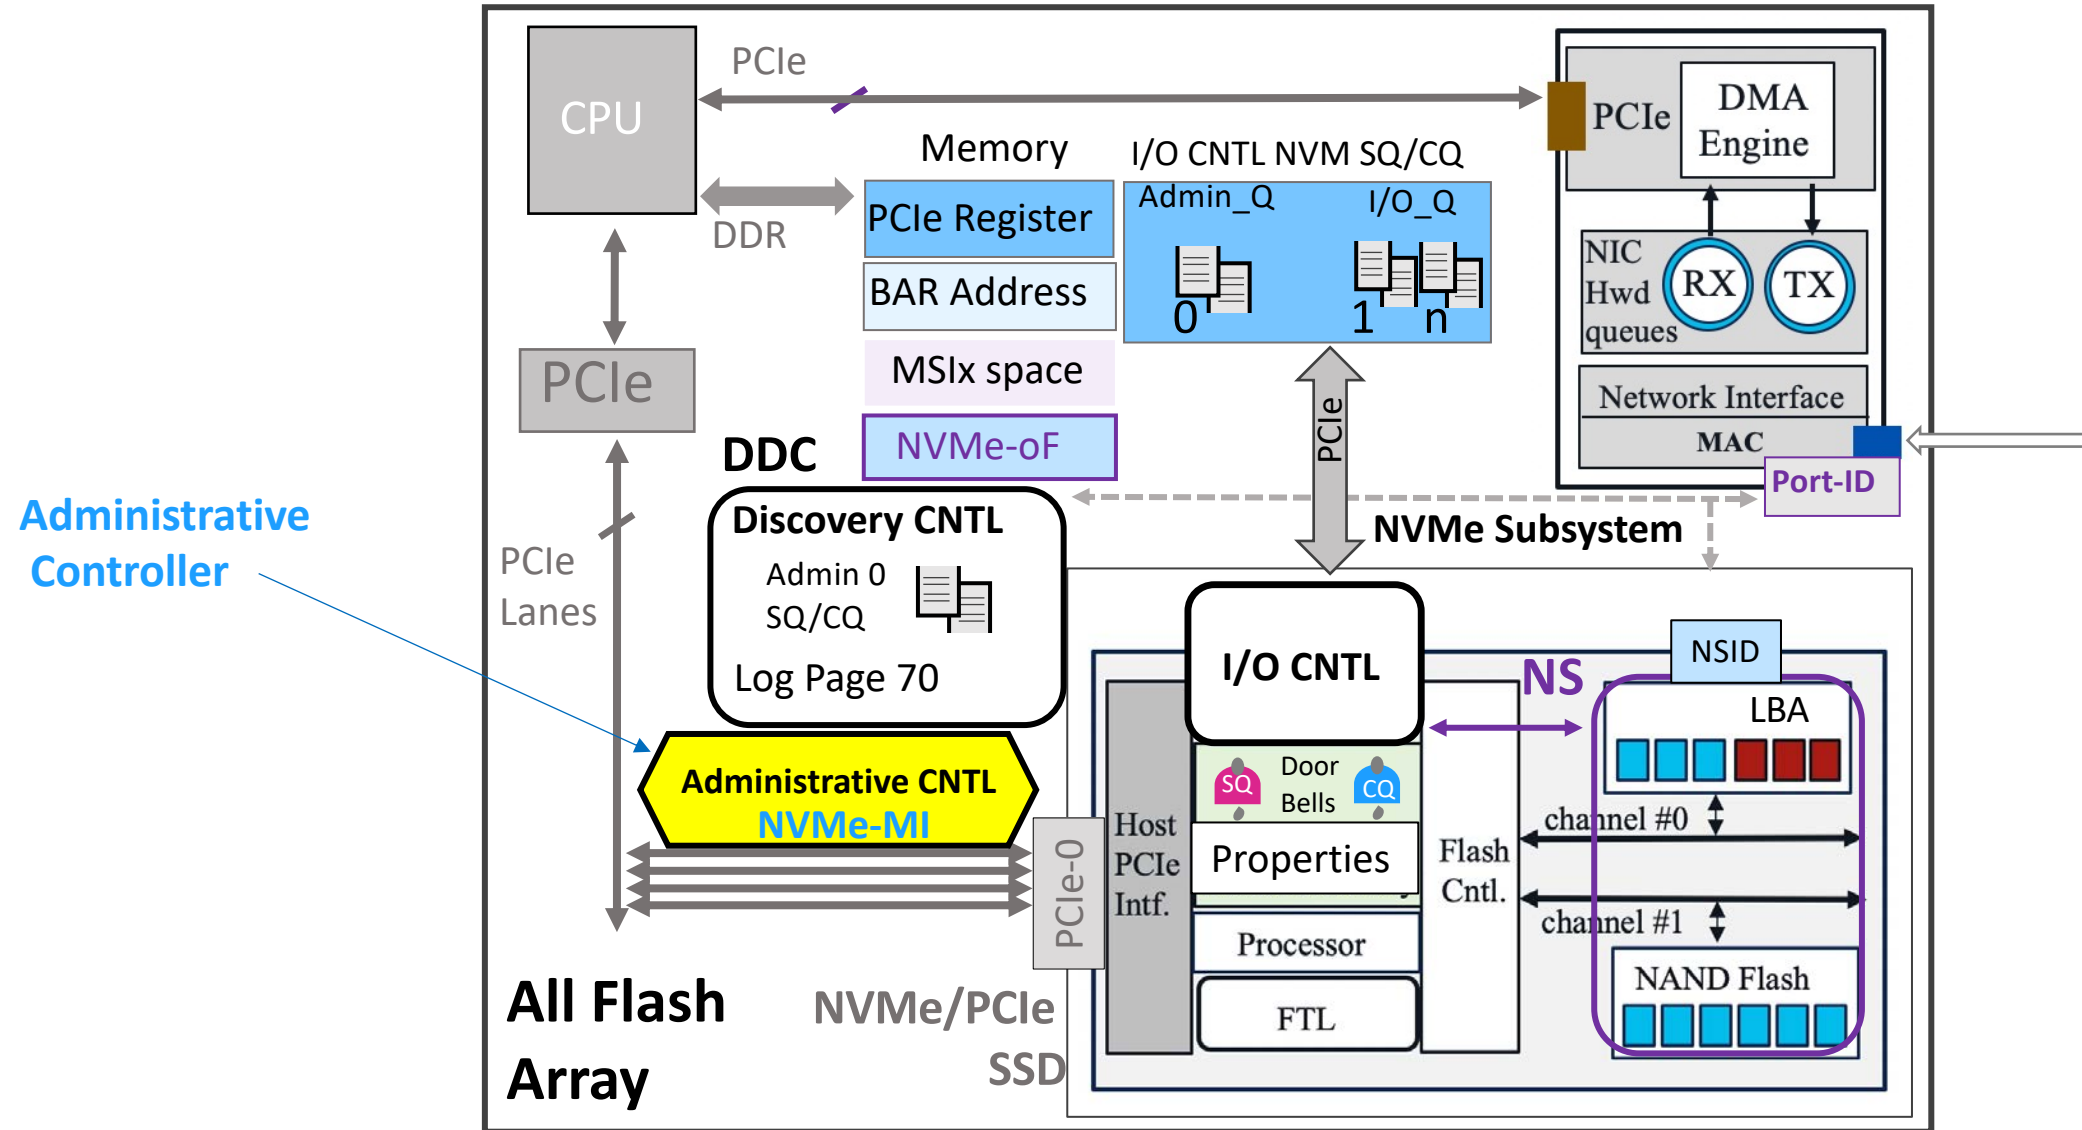 PCIe
CPU
DDR
Memory
PCIe Register
BAR Address
MSIx space
NVMe-oF
I/O CNTL NVM SQ/CQ
Admin_Q
I/O_Q
0
1
n
PCIe
DMA
Engine
NIC
Hwd
queues
RX
TX
Network Interface
MAC
Port-ID
PCIe
PCIe
DDC
Discovery CNTL
Admin 0
SQ/CQ
Log Page 70
NVMe Subsystem
Administrative
Controller
PCIe
Lanes
Administrative CNTL
NVMe-MI
PCIe-0
Host
PCIe
Intf.
I/O CNTL
SQ
Door
Bells
CQ
Properties
Processor
FTL
Flash
Cntl.
NS
NSID
LBA
channel #0
channel #1
NAND Flash
All Flash
Array
NVMe/PCIe
SSD